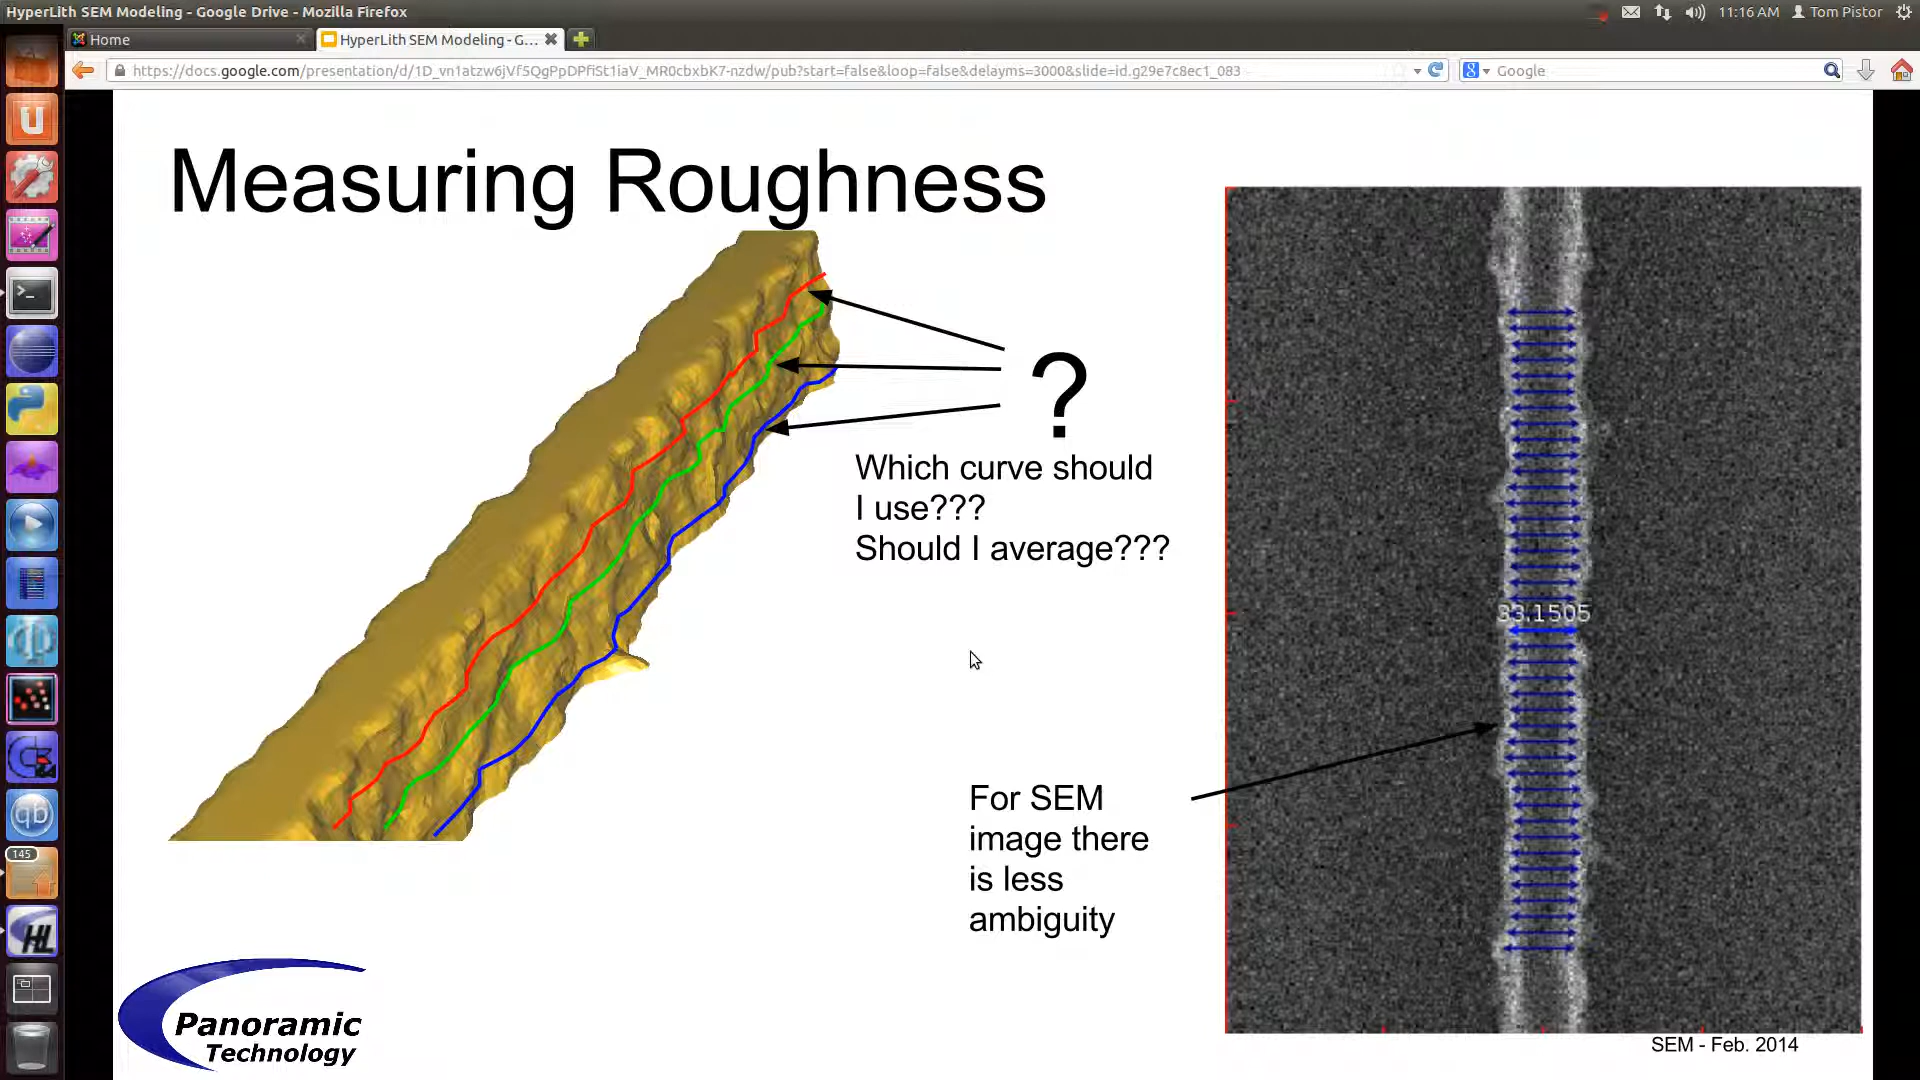 HyperLith SEM Modeling - Google Drive - Mozilla Firefox
11:16 AM
Tom Pistor
Home
HyperLith SEM Modeling - G...
https://docs.google.com/presentation/d/1D_vn1atzw6jVf5QgPpDPfiSt1iaV_MR0cbxbK7-nzdw/pub?start=false&loop=false&delayms=3000&slide=id.g29e7c8ec1_083
Google
Measuring Roughness
?
Which curve should
I use???
Should I average???
33.1505
For SEM
image there
is less
ambiguity
145
qb
HL
Panoramic
Technology
SEM - Feb. 2014